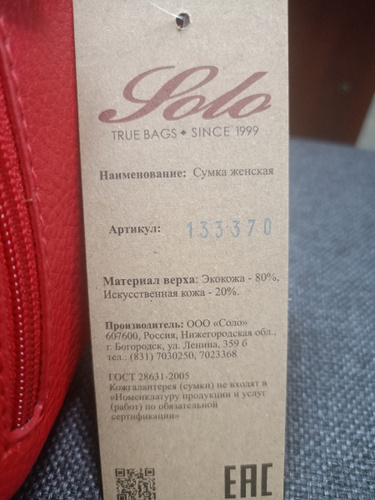 Solo
TRUE BAGS ◆ SINCE 1999
Наименование: Сумка женская
Артикул: 133370
Материал верха: Экокожа - 80%,
Искусственная кожа - 20%.
Производитель: ООО «Соло»
607600, Россия, Нижегородская обл.,
г. Богородск, ул. Ленина, 359 б
тел.: (831) 7030250, 7023368
ГОСТ 28631-2005
Кожгалантерея (сумки) не входят в
«Номенклатуру продукции и услуг
(работ) по обязательной
сертификации»
EAC